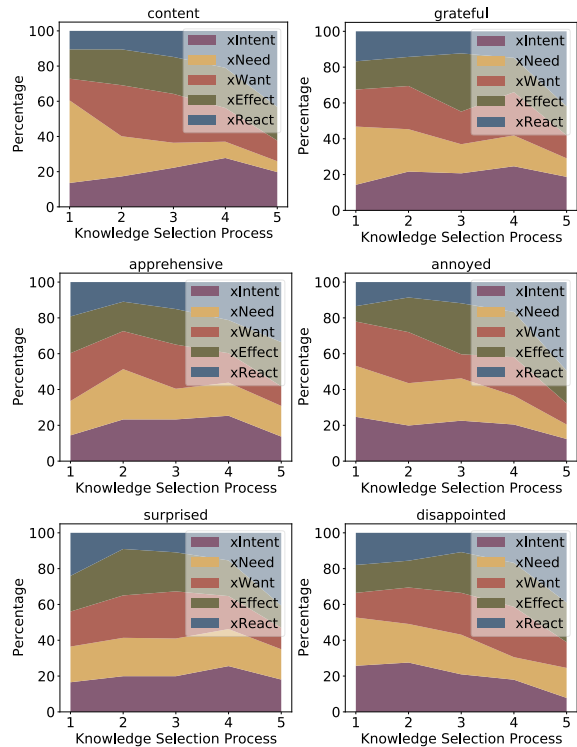 content
100
80
60
40
20
0
Percentage
xIntent
xNeed
xWant
xEffect
xReact
1 2 3 4 5
Knowledge Selection Process
grateful
100
80
60
40
20
0
Percentage
xIntent
xNeed
xWant
xEffect
xReact
1 2 3 4 5
Knowledge Selection Process
apprehensive
100
80
60
40
20
0
Percentage
xIntent
xNeed
xWant
xEffect
xReact
1 2 3 4 5
Knowledge Selection Process
annoyed
100
80
60
40
20
0
Percentage
xIntent
xNeed
xWant
xEffect
xReact
1 2 3 4 5
Knowledge Selection Process
surprised
100
80
60
40
20
0
Percentage
xIntent
xNeed
xWant
xEffect
xReact
1 2 3 4 5
Knowledge Selection Process
disappointed
100
80
60
40
20
0
Percentage
xIntent
xNeed
xWant
xEffect
xReact
1 2 3 4 5
Knowledge Selection Process